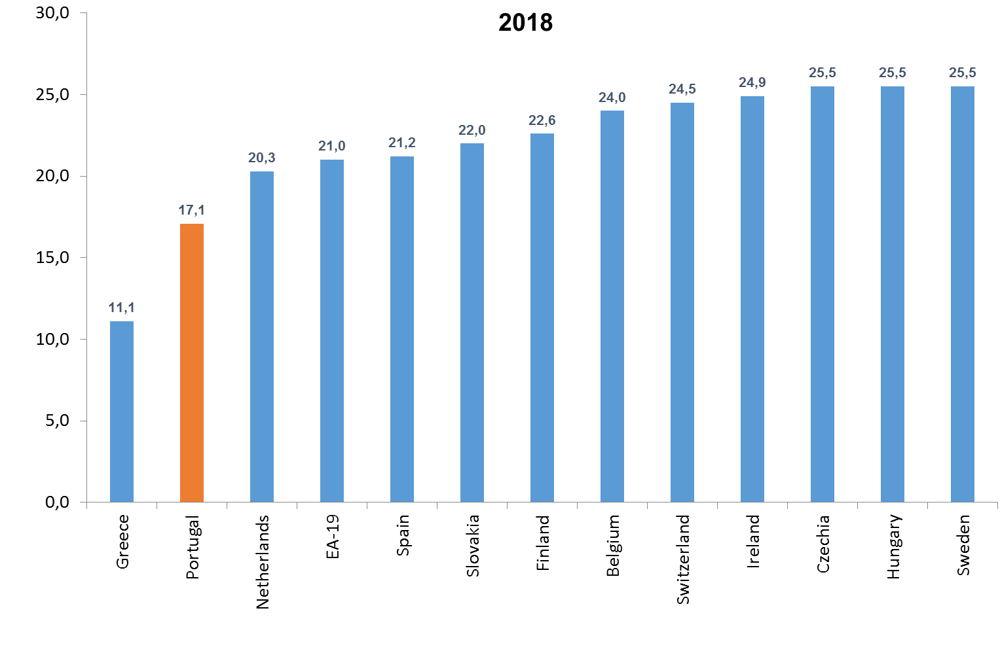 2018
30,0
25,0
20,0
15,0
10,0
5,0
0,0
11,1
17,1
20,3
21,0
21,2
22,0
22,6
24,0
24,5
24,9
25,5
25,5
25,5
Greece
Portugal
Netherlands
EA-19
Spain
Slovakia
Finland
Belgium
Switzerland
Ireland
Czechia
Hungary
Sweden